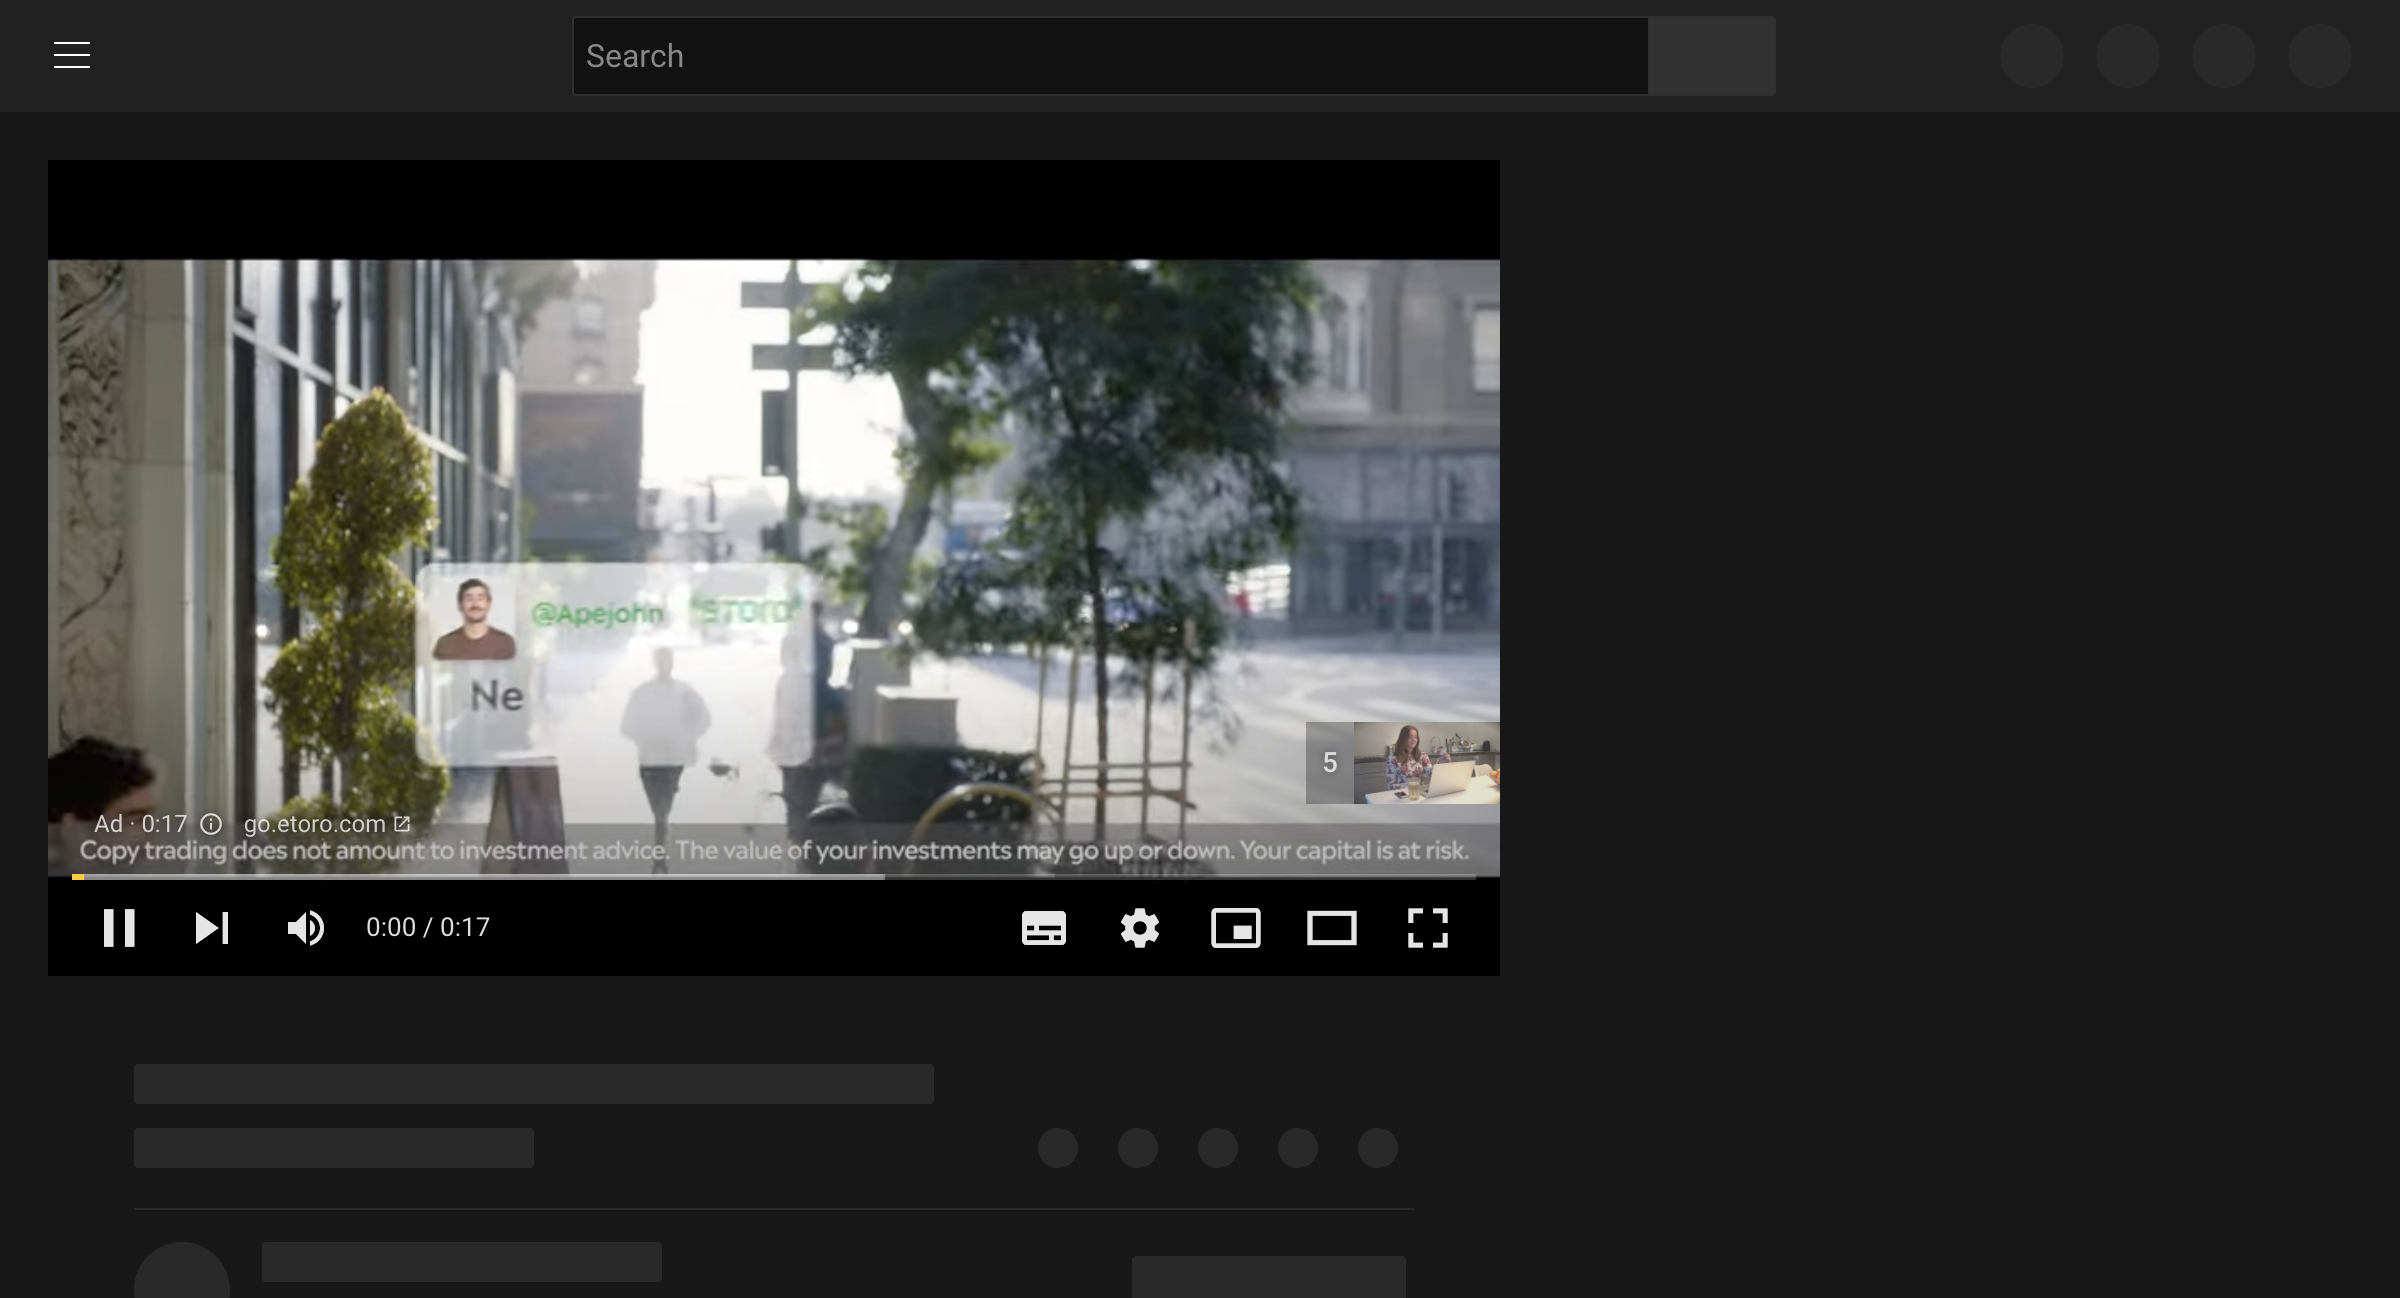 Search
@Apejohn eTORO
Ne
5
Ad · 0:17 go.etoro.com
Copy trading does not amount to investment advice. The value of your investments may go up or down. Your capital is at risk.
0:00 / 0:17